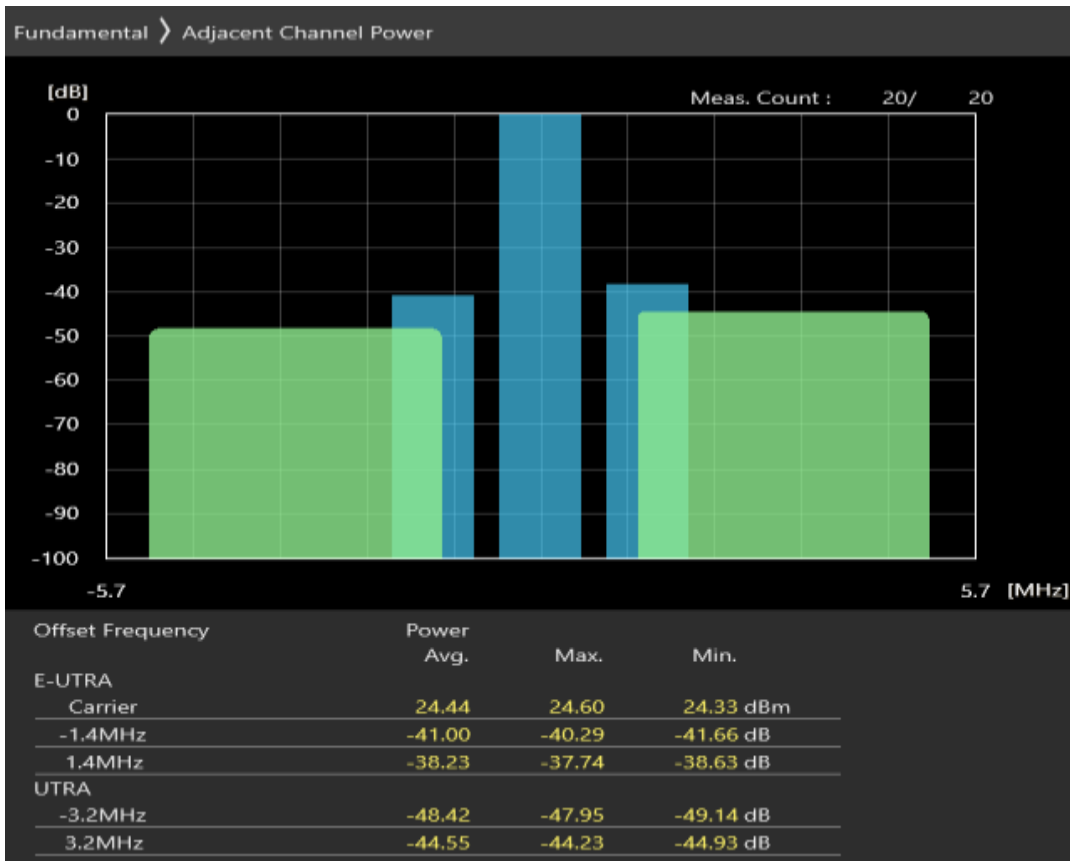 Fundamental 〉 Adjacent Channel Power
[dB]
Meas. Count : 20/ 20
0
-10
-20
-30
-40
-50
-60
-70
-80
-90
-100
-5.7 5.7 [MHz]
Offset Frequency Power
Avg. Max. Min.
E-UTRA
Carrier 24.44 24.60 24.33 dBm
-1.4MHz -41.00 -40.29 -41.66 dB
1.4MHz -38.23 -37.74 -38.63 dB
UTRA
-3.2MHz -48.42 -47.95 -49.14 dB
3.2MHz -44.55 -44.23 -44.93 dB